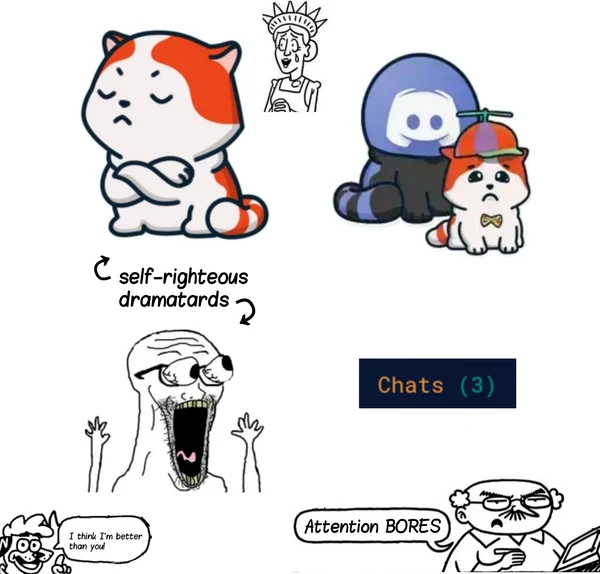 self-righteous
dramatards
Chats (3)
I think I'm better
than you!
Attention BORES